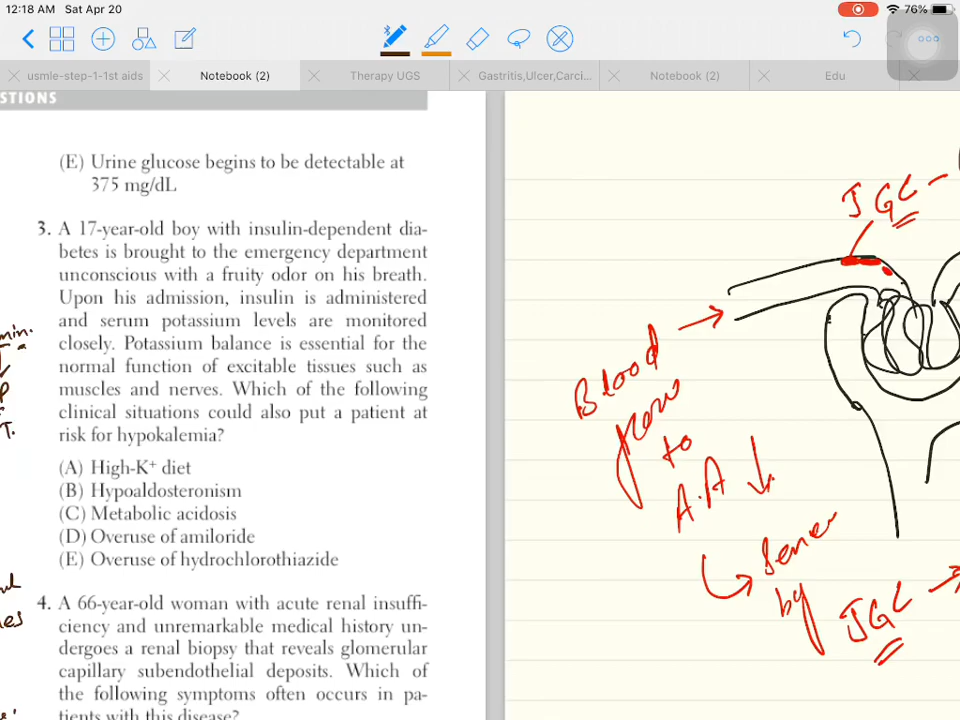 12:18 AM Sat Apr 20
76%
usmle-step-1-1st aids
Notebook (2)
Therapy UGS
Gastritis,Ulcer,Carci...
Notebook (2)
Edu
STIONS
(E) Urine glucose begins to be detectable at
375 mg/dL
3. A 17-year-old boy with insulin-dependent dia-
betes is brought to the emergency department
unconscious with a fruity odor on his breath.
Upon his admission, insulin is administered
and serum potassium levels are monitored
closely. Potassium balance is essential for the
normal function of excitable tissues such as
muscles and nerves. Which of the following
clinical situations could also put a patient at
risk for hypokalemia?
(A) High-K⁺ diet
(B) Hypoaldosteronism
(C) Metabolic acidosis
(D) Overuse of amiloride
(E) Overuse of hydrochlorothiazide
4. A 66-year-old woman with acute renal insuffi-
ciency and unremarkable medical history un-
dergoes a renal biopsy that reveals glomerular
capillary subendothelial deposits. Which of
the following symptoms often occurs in pa-
tients with this disease?
min.
P
T.
JGC -
Blood
flow
to
A.A ↓
by
JGC →